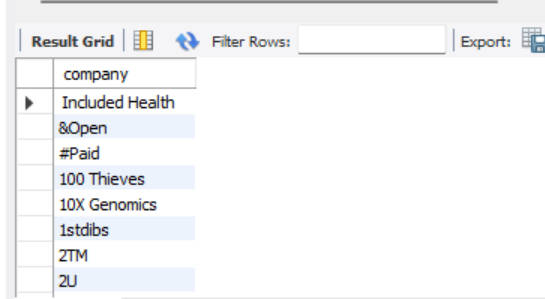 Result Grid Filter Rows: Export:
company
Included Health
&Open
#Paid
100 Thieves
10X Genomics
1stdibs
2TM
2U